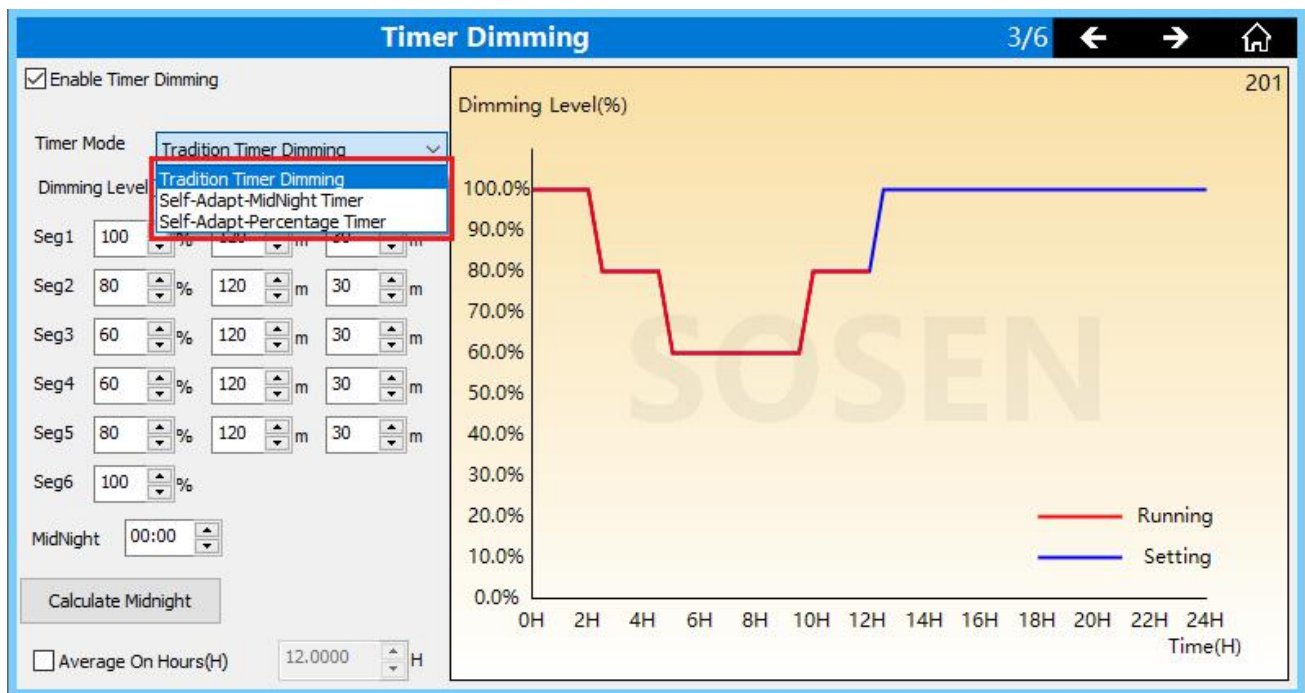 Timer Dimming
3/6
Enable Timer Dimming
Timer Mode
Tradition Timer Dimming
Tradition Timer Dimming
Self-Adapt-MidNight Timer
Self-Adapt-Percentage Timer
Dimming Level
Seg1 100 % 120 m 30 m
Seg2 80 % 120 m 30 m
Seg3 60 % 120 m 30 m
Seg4 60 % 120 m 30 m
Seg5 80 % 120 m 30 m
Seg6 100 %
MidNight 00:00
Calculate Midnight
Average On Hours(H) 12.0000 H
201
Dimming Level(%)
100.0%
90.0%
80.0%
70.0%
60.0%
50.0%
40.0%
30.0%
20.0%
10.0%
0.0%
0H 2H 4H 6H 8H 10H 12H 14H 16H 18H 20H 22H 24H
Time(H)
SOSEN
Running
Setting